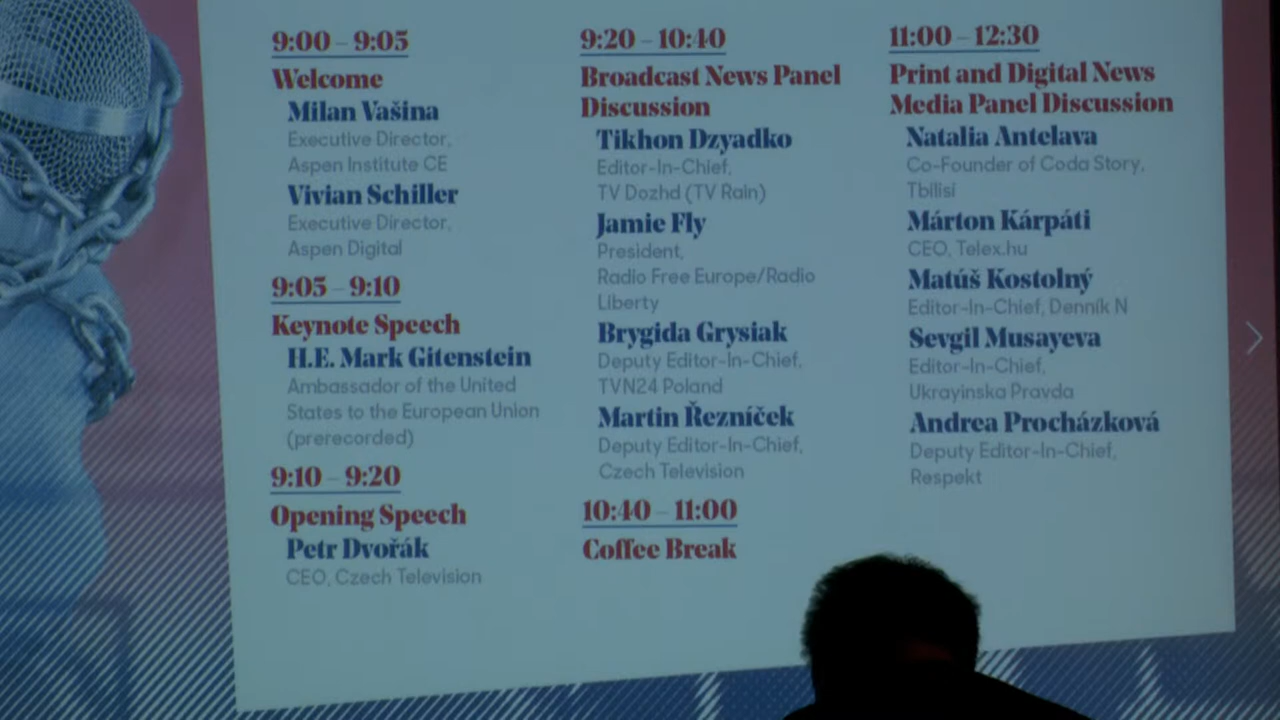 9:00 – 9:05
Welcome
Milan Vašina
Executive Director,
Aspen Institute CE
Vivian Schiller
Executive Director,
Aspen Digital
9:05 – 9:10
Keynote Speech
H.E. Mark Gitenstein
Ambassador of the United
States to the European Union
(prerecorded)
9:10 – 9:20
Opening Speech
Petr Dvořák
CEO, Czech Television
9:20 – 10:40
Broadcast News Panel
Discussion
Tikhon Dzyadko
Editor-In-Chief,
TV Dozhd (TV Rain)
Jamie Fly
President,
Radio Free Europe/Radio
Liberty
Brygida Grysiak
Deputy Editor-In-Chief,
TVN24 Poland
Martin Řezníček
Deputy Editor-In-Chief,
Czech Television
10:40 – 11:00
Coffee Break
11:00 – 12:30
Print and Digital News
Media Panel Discussion
Natalia Antelava
Co-Founder of Coda Story,
Tbilisi
Márton Kárpáti
CEO, Telex.hu
Matúš Kostolný
Editor-In-Chief, Denník N
Sevgil Musayeva
Editor-In-Chief,
Ukrayinska Pravda
Andrea Procházková
Deputy Editor-In-Chief,
Respekt